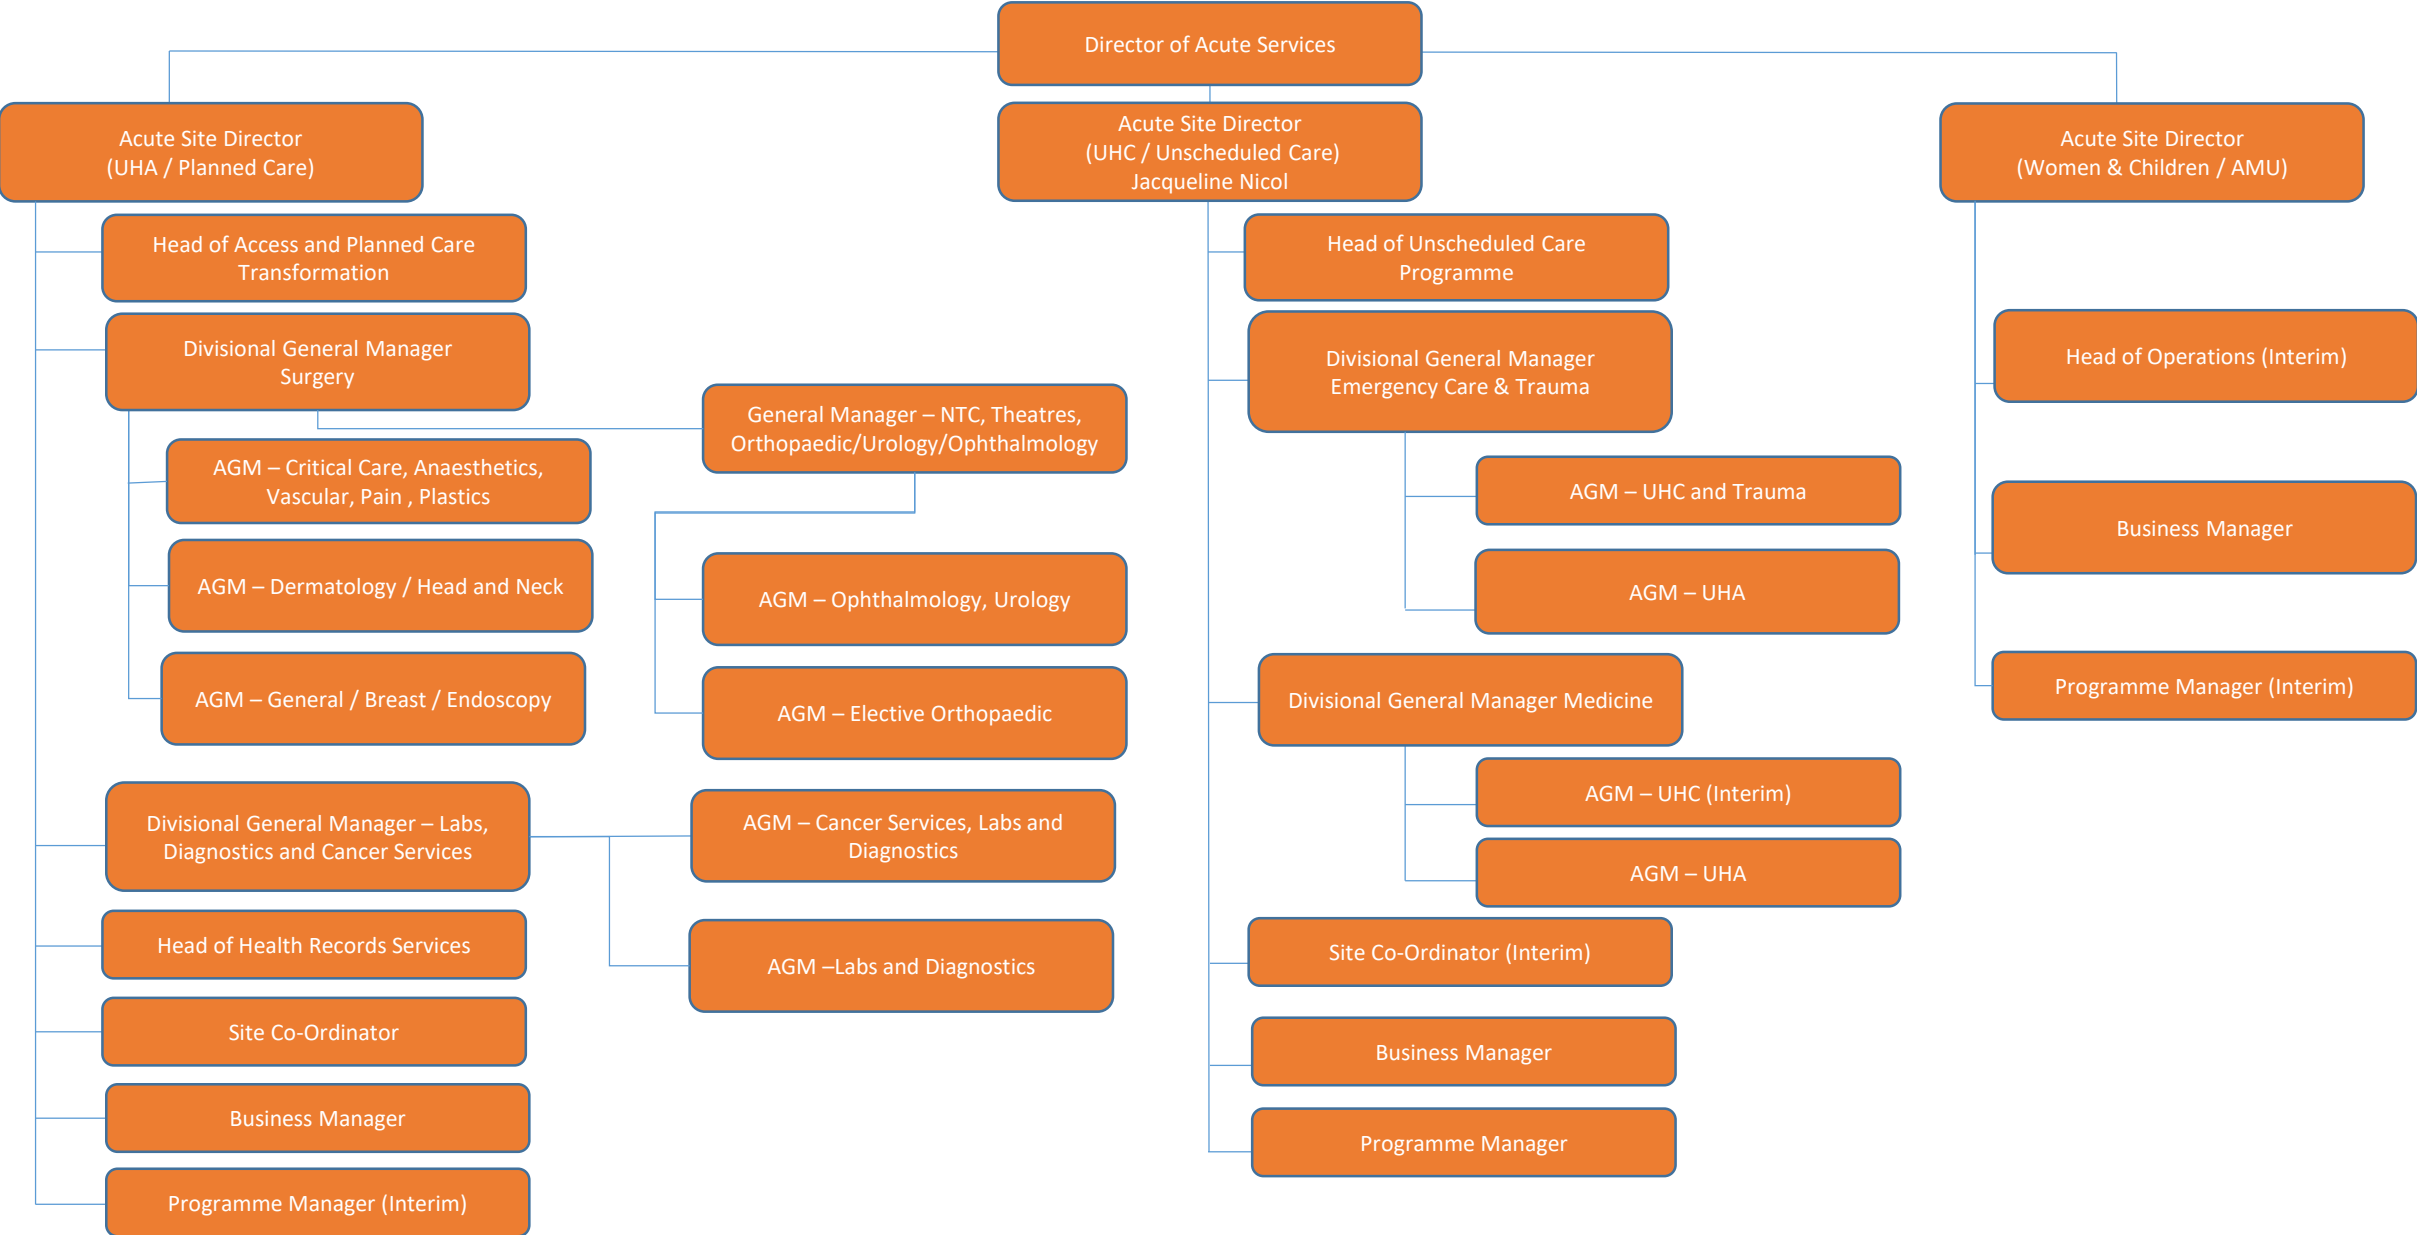 Director of Acute Services
Acute Site Director
(UHA / Planned Care)
Head of Access and Planned Care
Transformation
Divisional General Manager
Surgery
AGM – Critical Care, Anaesthetics,
Vascular, Pain , Plastics
AGM – Dermatology / Head and Neck
AGM – General / Breast / Endoscopy
General Manager – NTC, Theatres,
Orthopaedic/Urology/Ophthalmology
AGM – Ophthalmology, Urology
AGM – Elective Orthopaedic
Divisional General Manager – Labs,
Diagnostics and Cancer Services
AGM – Cancer Services, Labs and
Diagnostics
AGM –Labs and Diagnostics
Head of Health Records Services
Site Co-Ordinator
Business Manager
Programme Manager (Interim)
Acute Site Director
(UHC / Unscheduled Care)
Jacqueline Nicol
Head of Unscheduled Care
Programme
Divisional General Manager
Emergency Care & Trauma
AGM – UHC and Trauma
AGM – UHA
Divisional General Manager Medicine
AGM – UHC (Interim)
AGM – UHA
Site Co-Ordinator (Interim)
Business Manager
Programme Manager
Acute Site Director
(Women & Children / AMU)
Head of Operations (Interim)
Business Manager
Programme Manager (Interim)